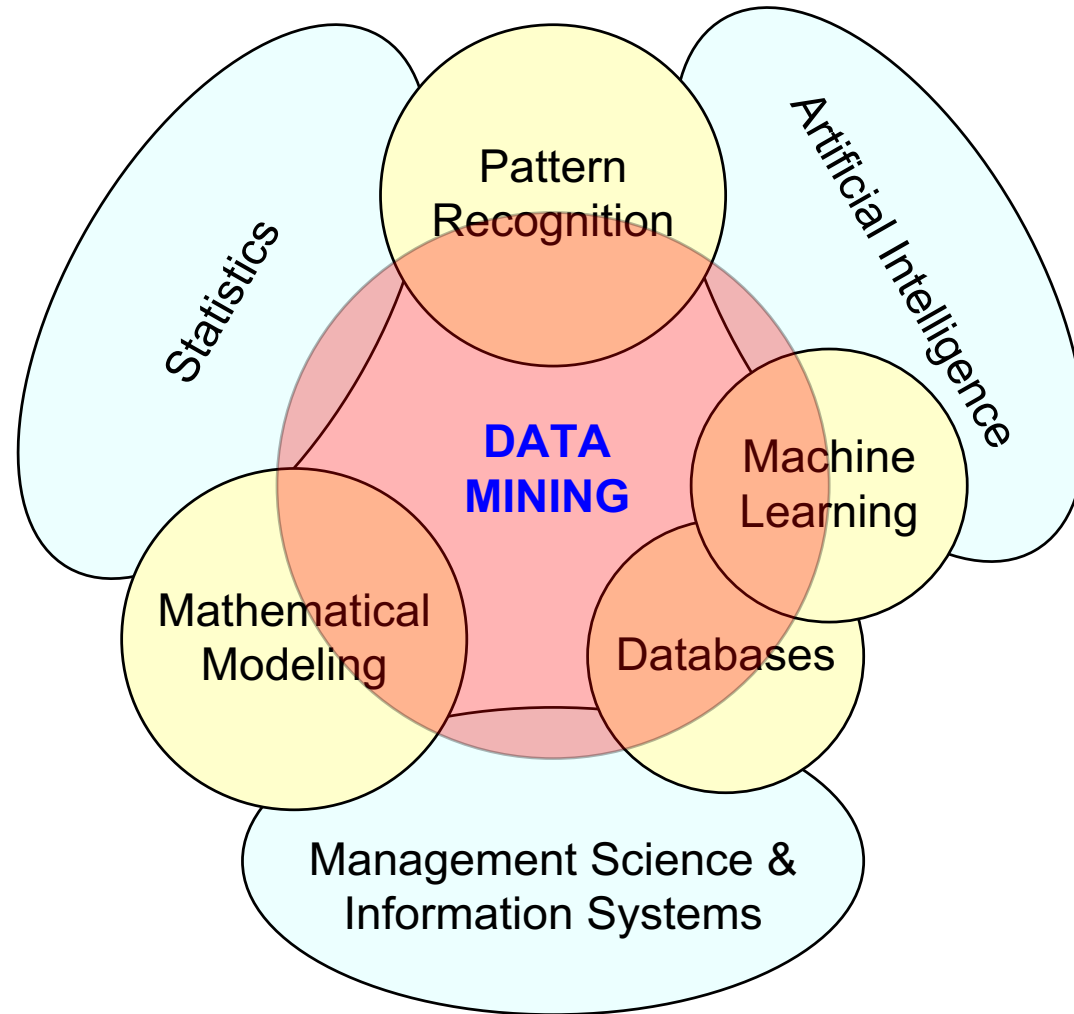 Pattern
Recognition
Artificial Intelligence
Statistics
DATA
MINING
Machine
Learning
Mathematical
Modeling
Databases
Management Science &
Information Systems